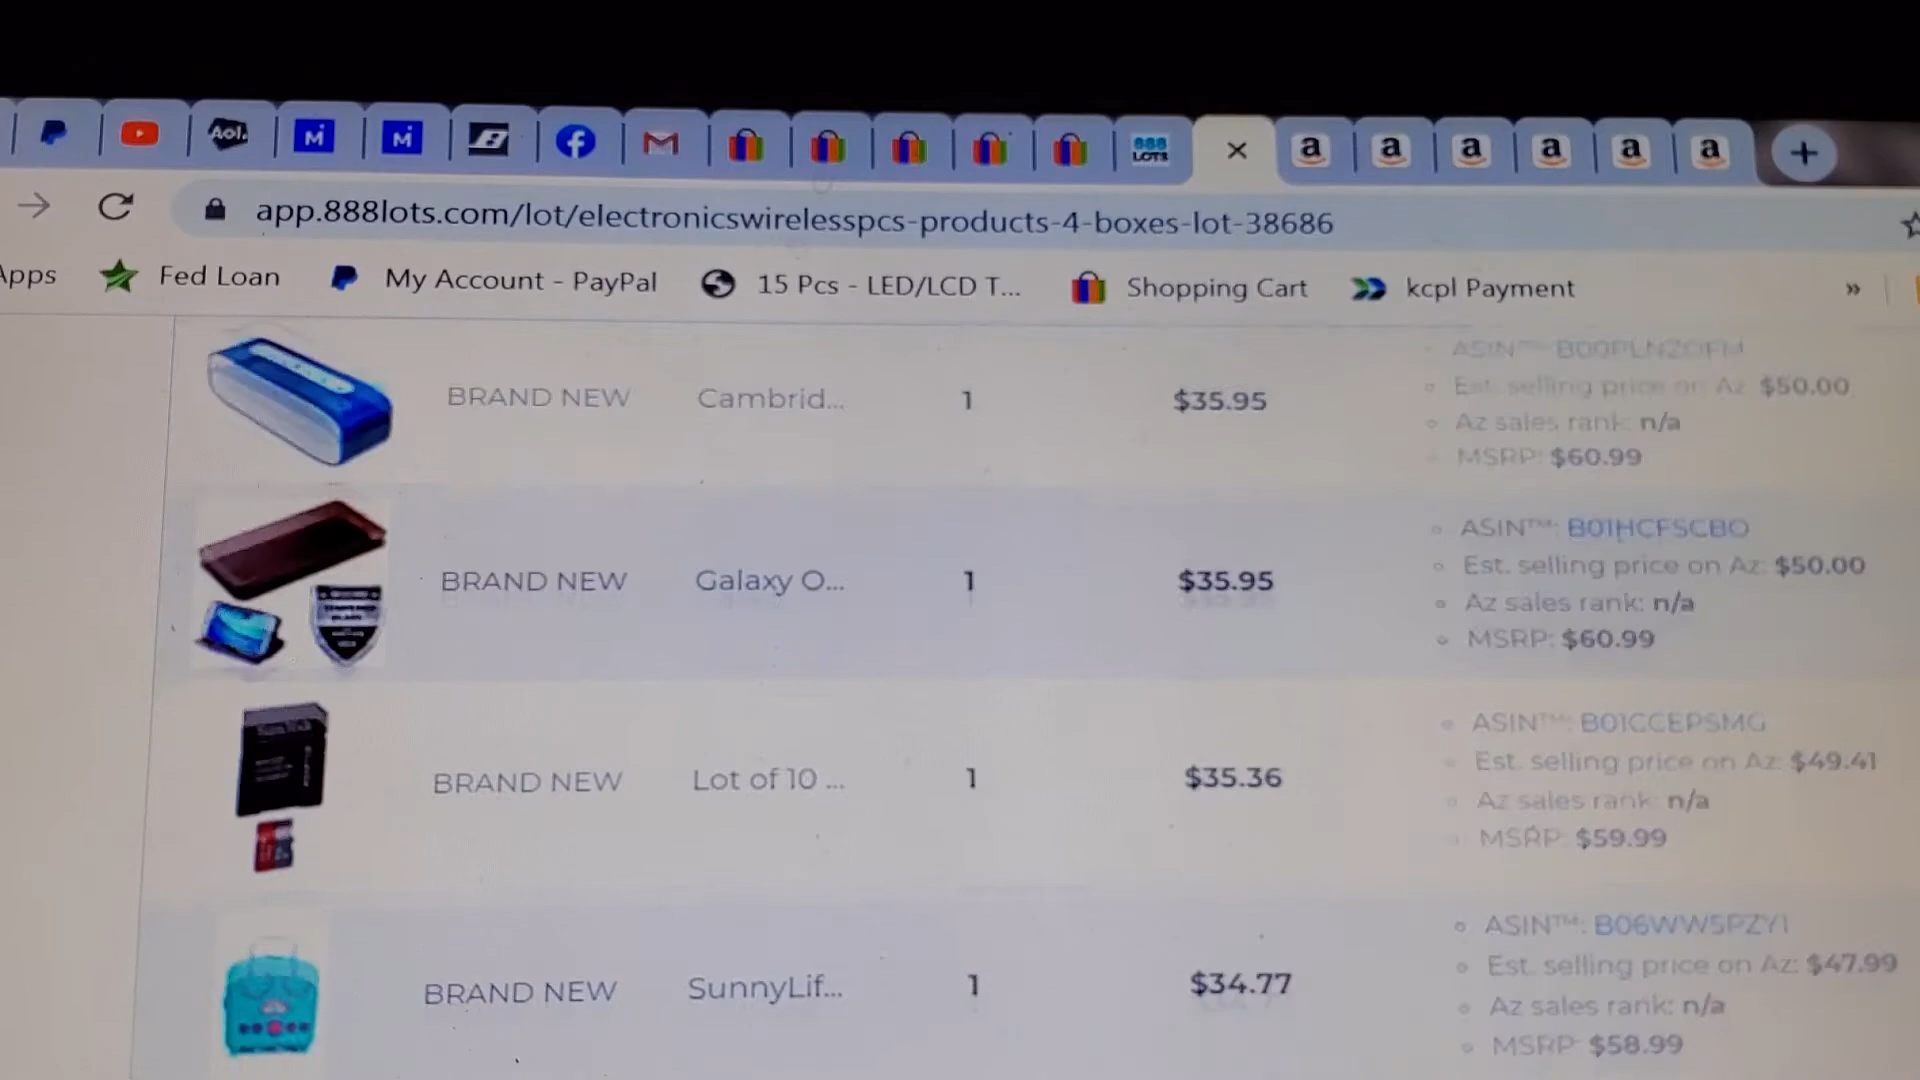 Aol.
888 LOTS
app.888lots.com/lot/electronicswirelesspcs-products-4-boxes-lot-38686
Apps Fed Loan My Account - PayPal 15 Pcs - LED/LCD T... Shopping Cart kcpl Payment »
BRAND NEW Cambrid... 1 $35.95
ASIN™
Est. selling price on Az: $50.00
Az sales rank: n/a
MSRP: $60.99
BRAND NEW Galaxy O... 1 $35.95
ASIN™: B01HCFSCBO
Est. selling price on Az: $50.00
Az sales rank: n/a
MSRP: $60.99
BRAND NEW Lot of 10 ... 1 $35.36
ASIN™: B01CCEPSMG
Est. selling price on Az: $49.41
Az sales rank: n/a
MSRP: $59.99
BRAND NEW SunnyLif... 1 $34.77
ASIN™: B06WW5PZY1
Est. selling price on Az: $47.99
Az sales rank: n/a
MSRP: $58.99